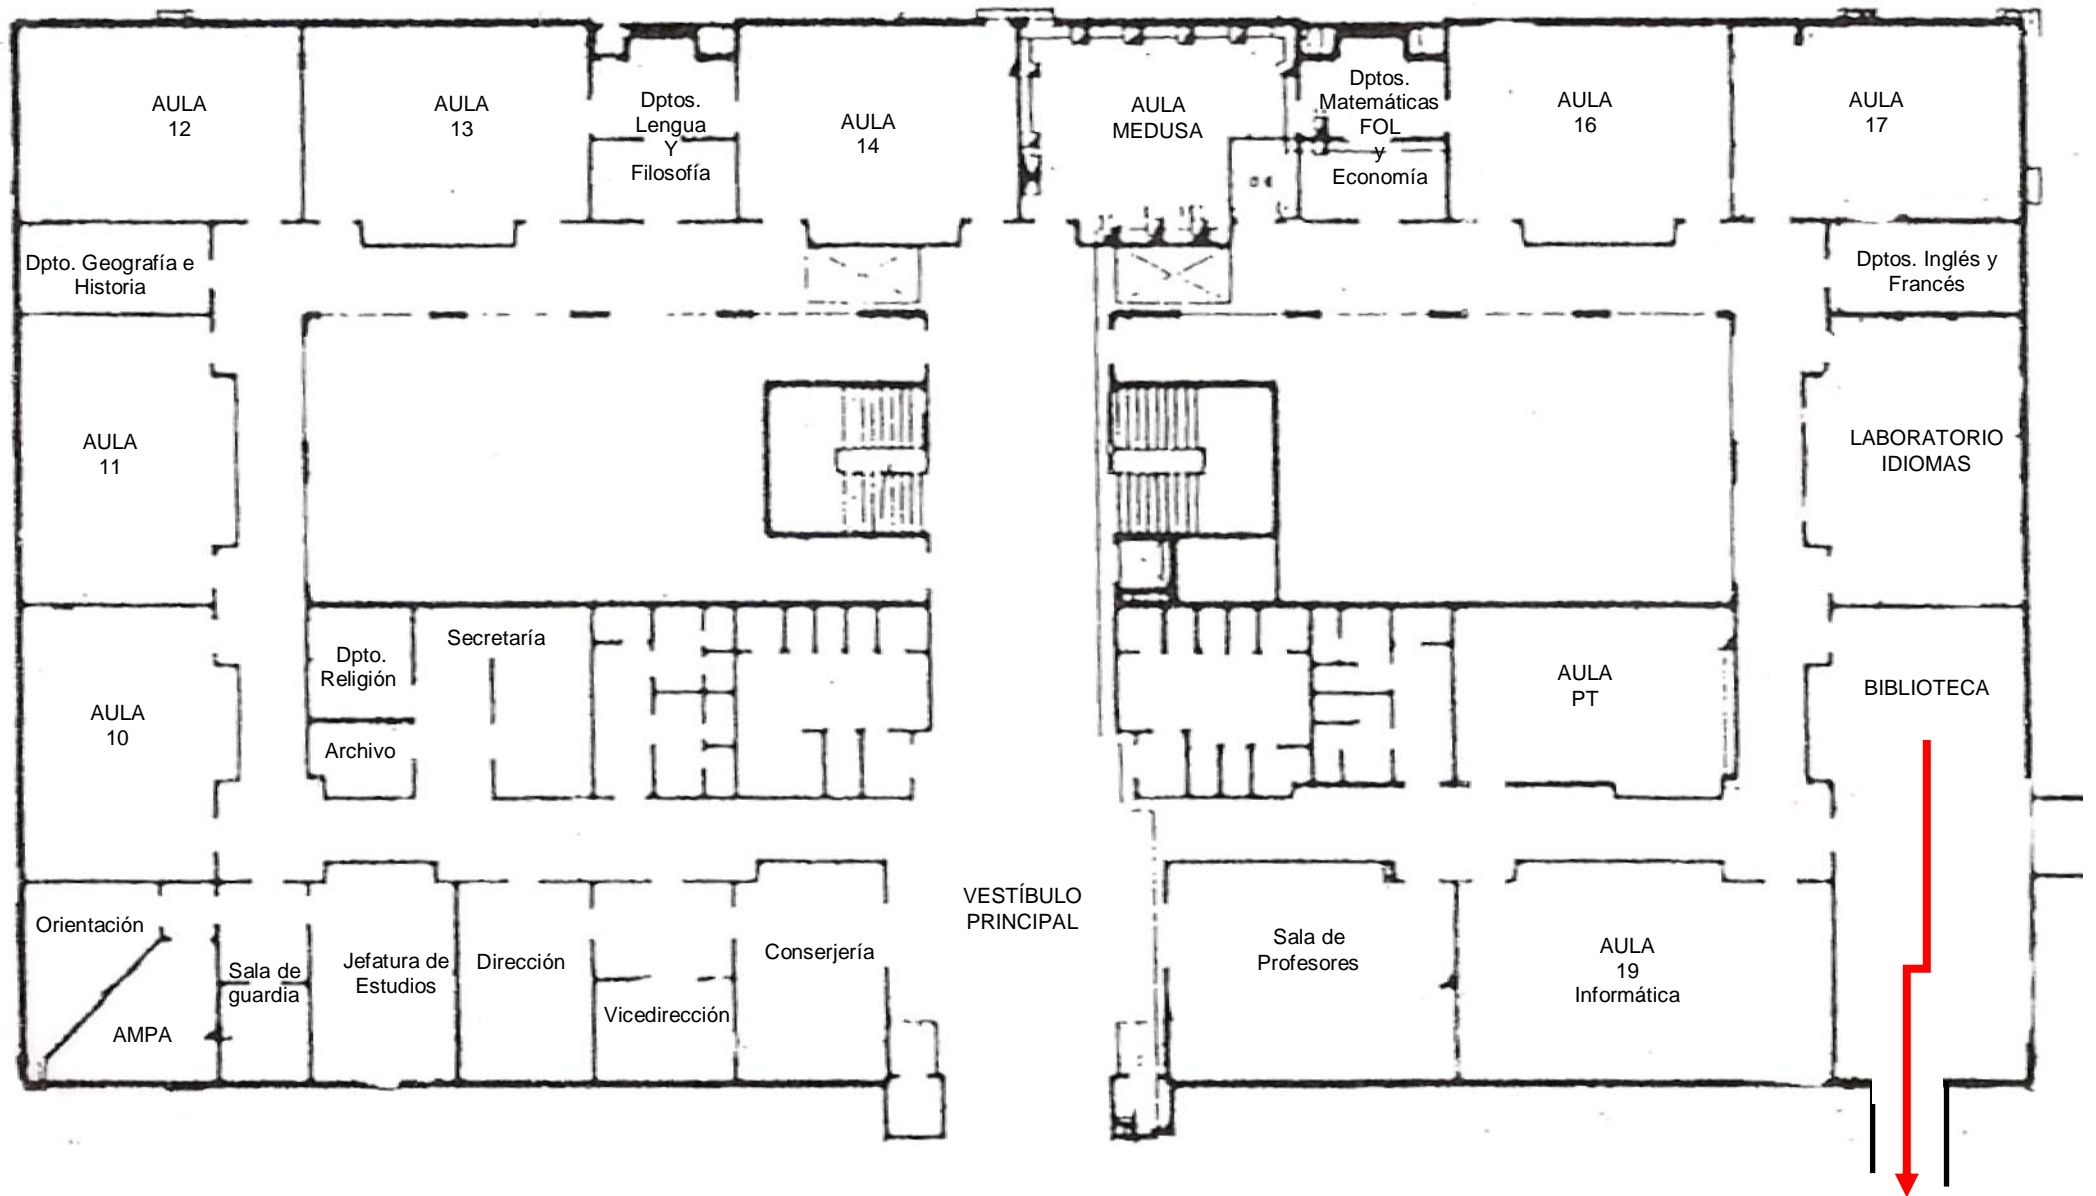 AULA
12
AULA
13
Dptos.
Lengua
Y
Filosofía
AULA
14
AULA
MEDUSA
Dptos.
Matemáticas
FOL
y
Economía
AULA
16
AULA
17
Dpto. Geografía e
Historia
Dptos. Inglés y
Francés
AULA
11
LABORATORIO
IDIOMAS
Secretaría
Dpto.
Religión
Archivo
AULA
10
AULA
PT
BIBLIOTECA
Orientación
AMPA
Sala de
guardia
Jefatura de
Estudios
Dirección
Vicedirección
Conserjería
VESTÍBULO
PRINCIPAL
Sala de
Profesores
AULA
19
Informática